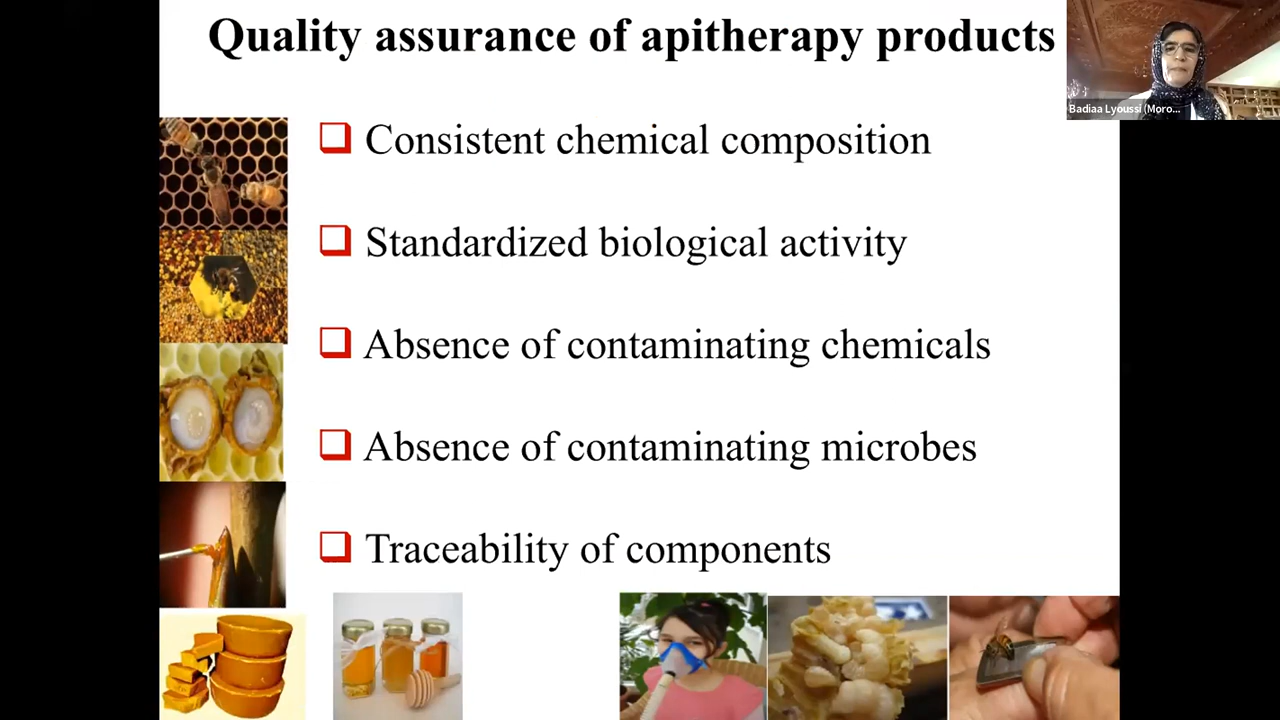 Quality assurance of apitherapy products
Badiaa Lyoussi (Moro...
Consistent chemical composition
Standardized biological activity
Absence of contaminating chemicals
Absence of contaminating microbes
Traceability of components